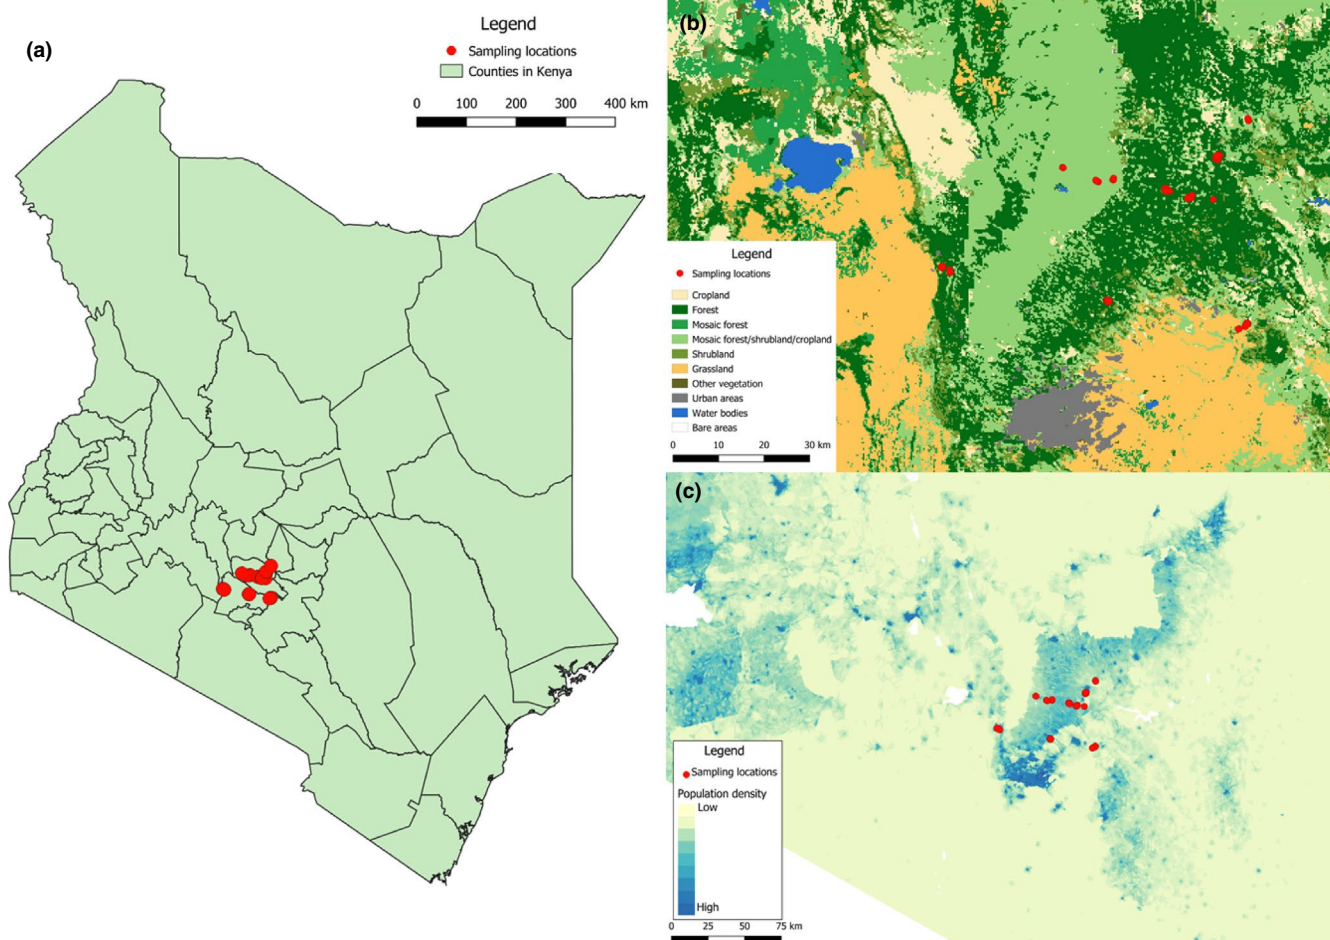 (a)
Legend
Sampling locations
Counties in Kenya
0 100 200 300 400 km
(b)
Legend
Sampling locations
Cropland
Forest
Mosaic forest
Mosaic forest/shrubland/cropland
Shrubland
Grassland
Other vegetation
Urban areas
Water bodies
Bare areas
0 10 20 30 km
(c)
Legend
Sampling locations
Population density
Low
High
0 25 50 75 km